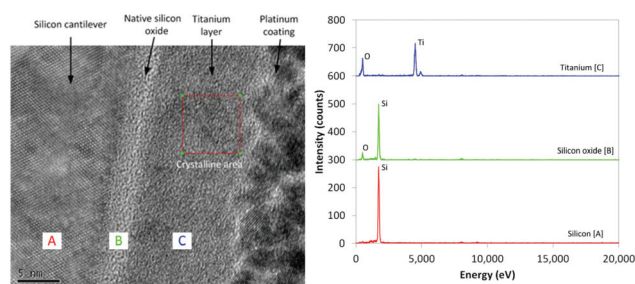 Silicon cantilever
Native silicon
oxide
Titanium
layer
Platinum
coating
Crystalline area
A
B
C
5 nm
800
700
600
500
400
300
200
100
0
Intensity (counts)
O
Ti
Titanium [C]
Si
O
Silicon oxide [B]
Si
Silicon [A]
0
5,000
10,000
15,000
20,000
Energy (eV)